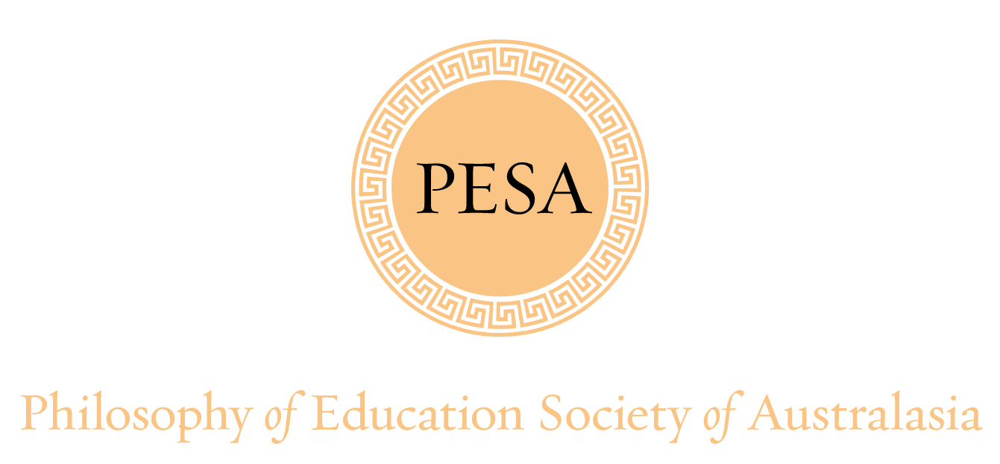 PESA
Philosophy of Education Society of Australasia